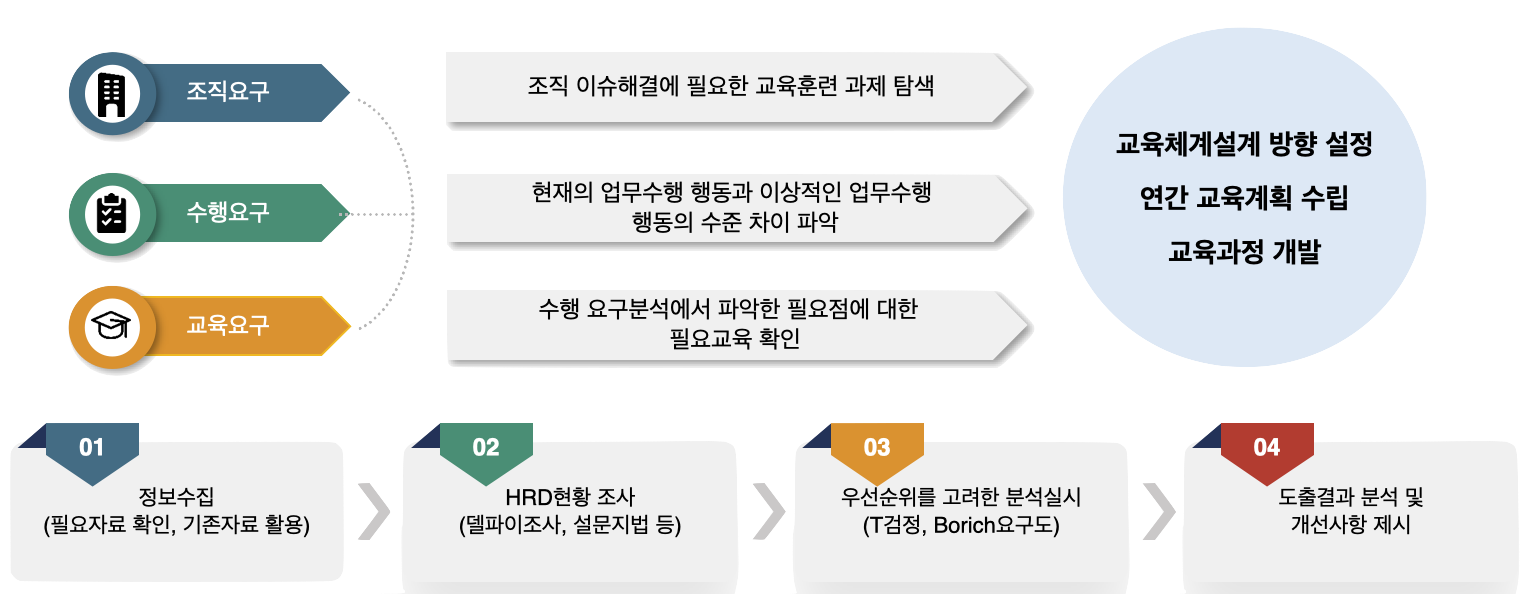 조직요구
조직 이슈해결에 필요한 교육훈련 과제 탐색
수행요구
현재의 업무수행 행동과 이상적인 업무수행
행동의 수준 차이 파악
교육요구
수행 요구분석에서 파악한 필요점에 대한
필요교육 확인
교육체계설계 방향 설정
연간 교육계획 수립
교육과정 개발
01
정보수집
(필요자료 확인, 기존자료 활용)
02
HRD현황 조사
(델파이조사, 설문지법 등)
03
우선순위를 고려한 분석실시
(T검정, Borich요구도)
04
도출결과 분석 및
개선사항 제시